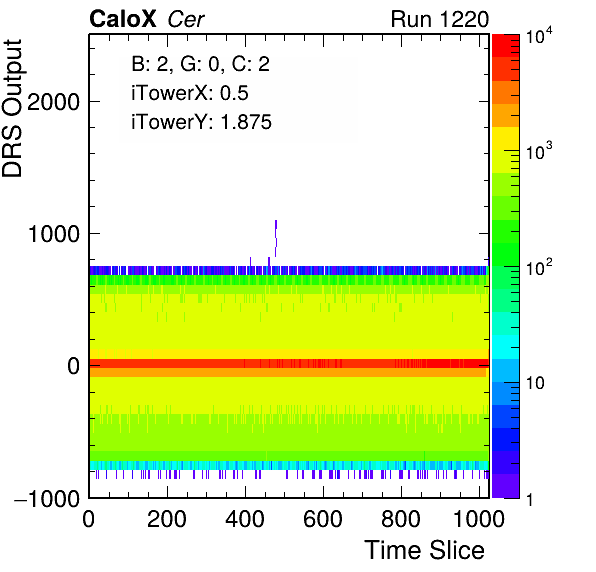 CaloX Cer Run 1220
B: 2, G: 0, C: 2
iTowerX: 0.5
iTowerY: 1.875
DRS Output
2000
1000
0
−1000
0 200 400 600 800 1000
Time Slice
10⁴
10³
10²
10
1